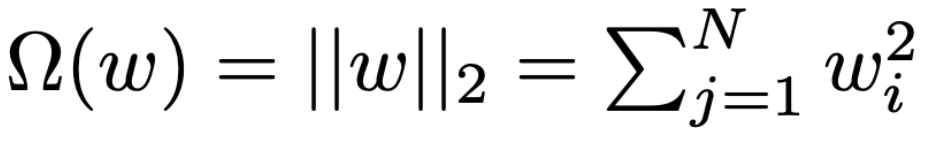 Ω(w) = ||w||₂ = ∑ⱼ₌₁ᴺ wᵢ²